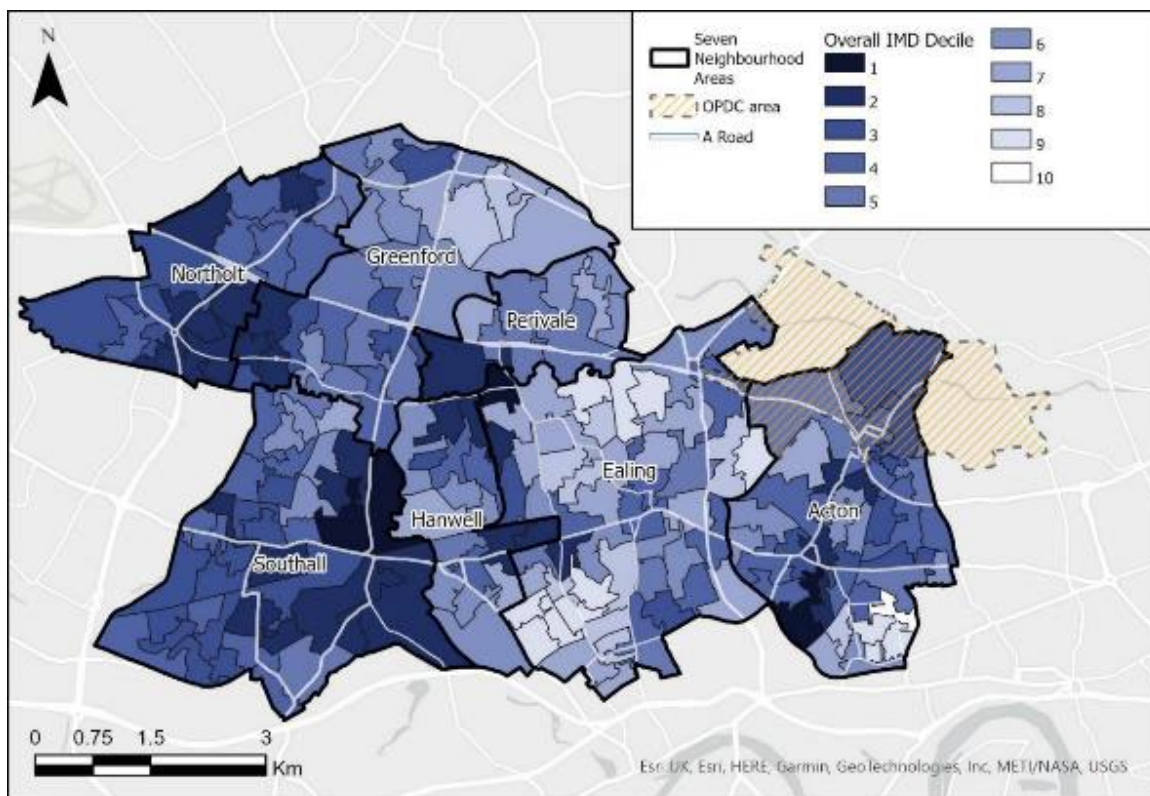 N
Seven
Neighbourhood
Areas
OPDC area
A Road
Overall IMD Decile
1
2
3
4
5
6
7
8
9
10
Northolt
Greenford
Perivale
Ealing
Hanwell
Acton
Southall
0 0.75 1.5 3
Km
Esri UK, Esri, HERE, Garmin, GeoTechnologies, Inc, METI/NASA, USGS